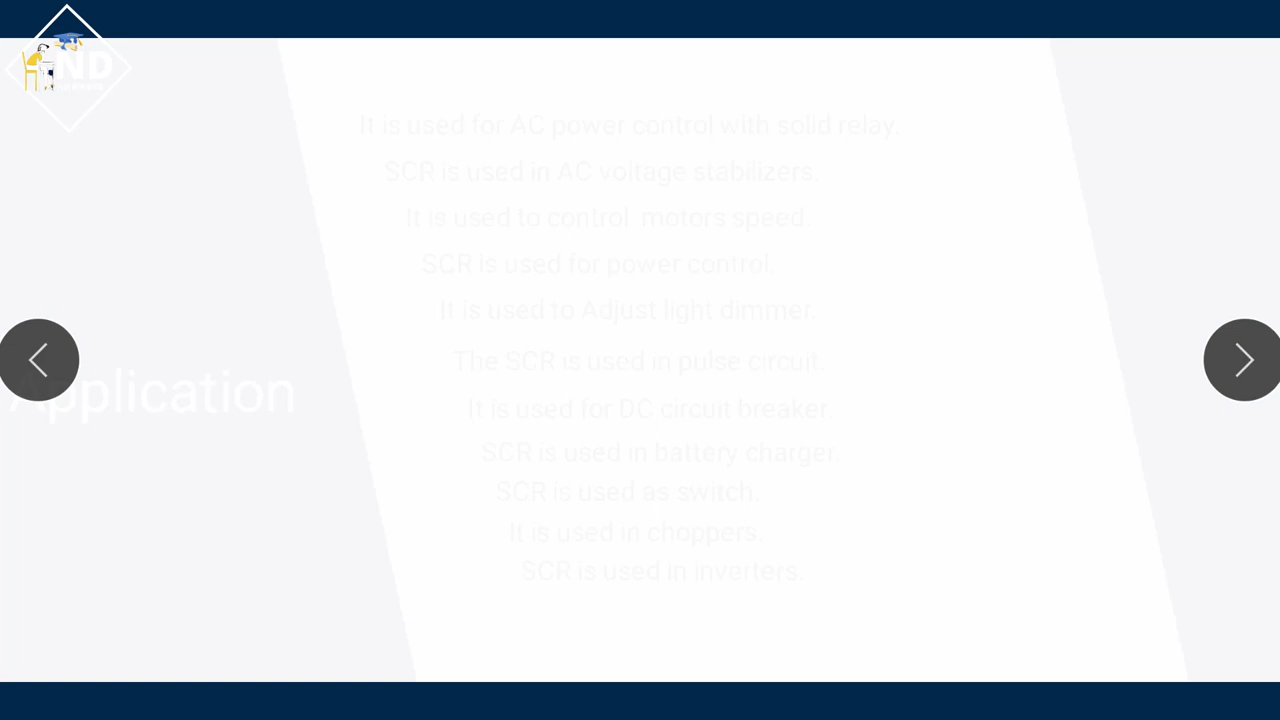 ND
It is used for AC power control with solid relay.
SCR is used in AC voltage stabilizers.
It is used to control motors speed.
SCR is used for power control.
It is used to Adjust light dimmer.
The SCR is used in pulse circuit.
Application
It is used for DC circuit breaker.
SCR is used in battery charger.
SCR is used as switch.
It is used in choppers.
SCR is used in inverters.